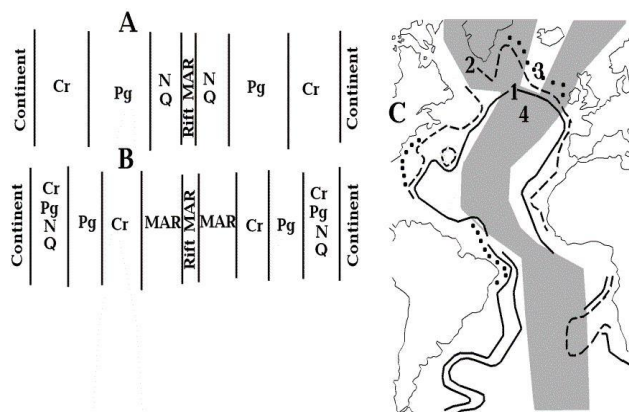 A
Continent
Cr
Pg
N
Q
Rift MAR
N
Q
Pg
Cr
Continent
B
Continent
Cr
Pg
N
Q
Pg
Cr
MAR
Rift MAR
MAR
Cr
Pg
Cr
Pg
N
Q
Continent
C
2
3
1
4